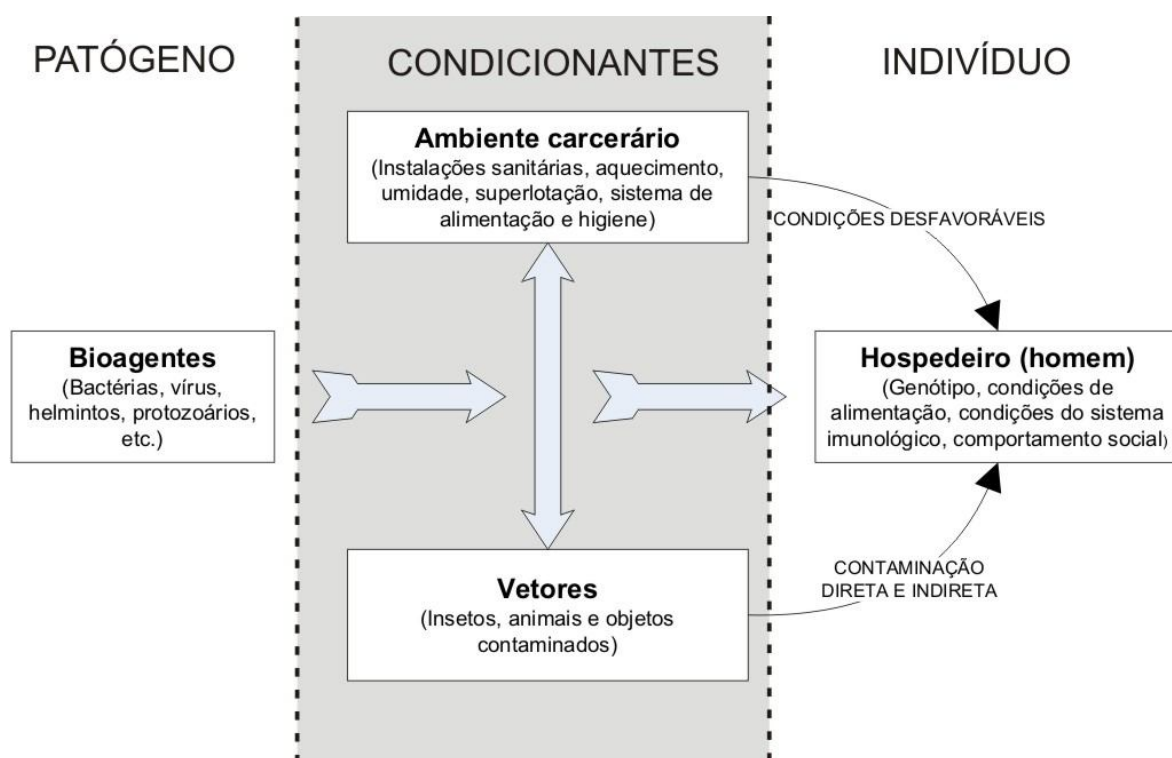 PATÓGENO
CONDICIONANTES
INDIVÍDUO
Ambiente carcerário
(Instalações sanitárias, aquecimento,
umidade, superlotação, sistema de
alimentação e higiene)
CONDIÇÕES DESFAVORÁVEIS
Bioagentes
(Bactérias, vírus,
helmintos, protozoários,
etc.)
Hospedeiro (homem)
(Genótipo, condições de
alimentação, condições do sistema
imunológico, comportamento social)
Vetores
(Insetos, animais e objetos
contaminados)
CONTAMINAÇÃO
DIRETA E INDIRETA